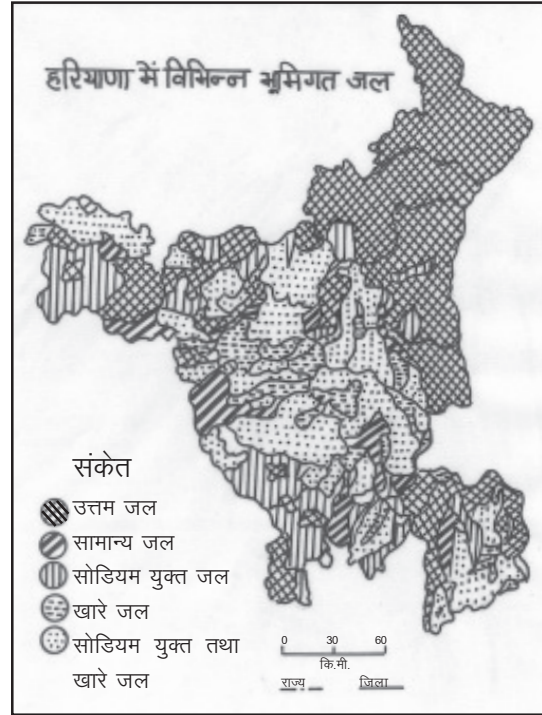 हरियाणा में विभिन्न भूमिगत जल
संकेत
उत्तम जल
सामान्य जल
सोडियम युक्त जल
खारे जल
सोडियम युक्त तथा
खारे जल
0 30 60
कि.मी.
राज्य जिला